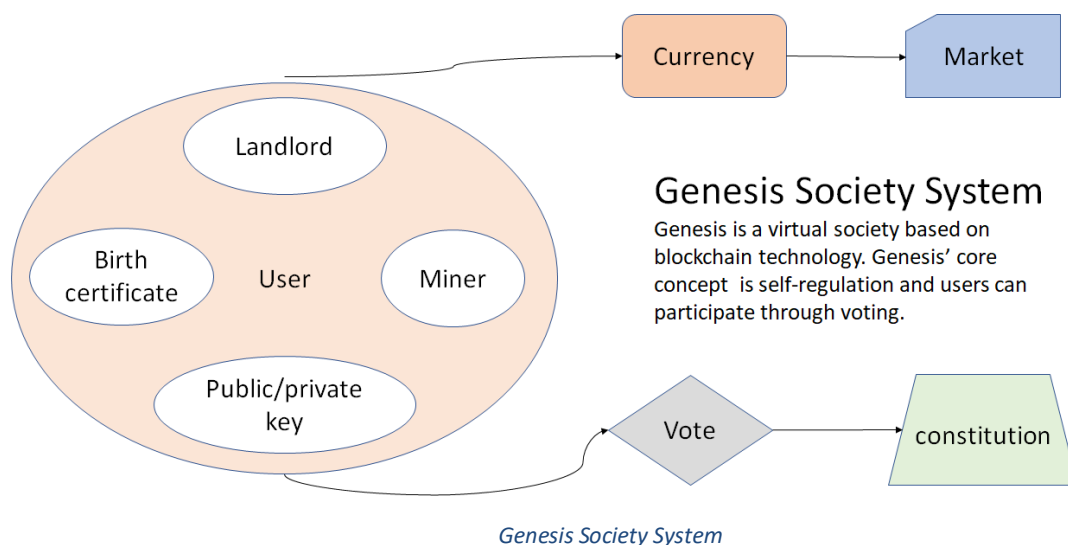 Currency
Market
Landlord
Genesis Society System
Genesis is a virtual society based on
blockchain technology. Genesis’ core
concept  is self-regulation and users can
participate through voting.
Birth
certificate
User
Miner
Public/private
key
Vote
constitution
Genesis Society System